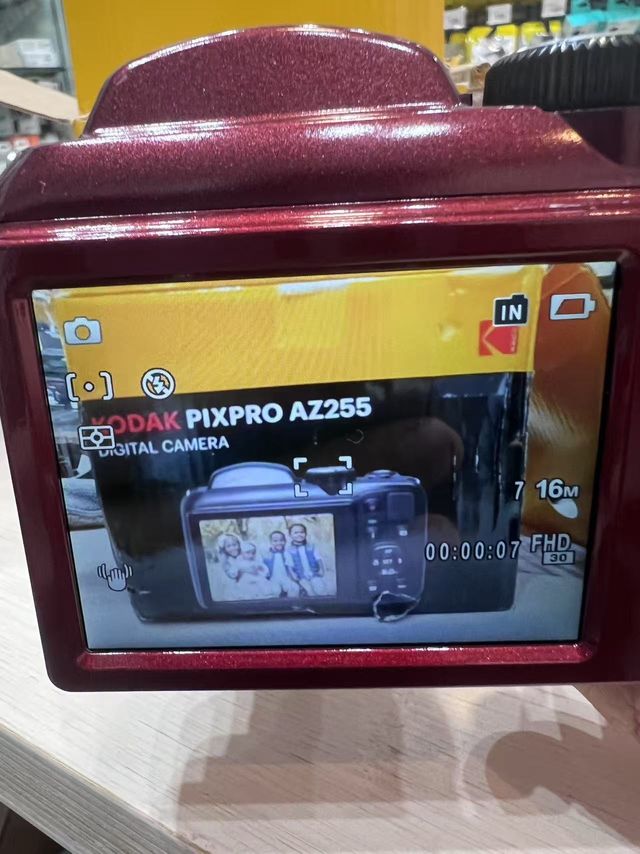 IN
KODAK PIXPRO AZ255
DIGITAL CAMERA
7 16M
00:00:07 FHD
30